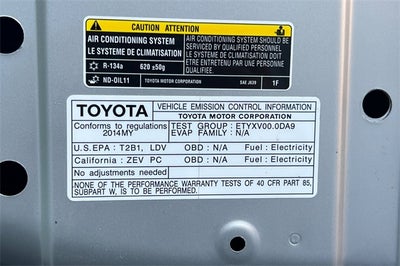 CAUTION ATTENTION
AIR CONDITIONING SYSTEM
LE SYSTEME DE CLIMATISATION
AIR CONDITIONING SYSTEM SHOULD BE
SERVICED BY QUALIFIED PERSONNEL
LE SYSTEME DE CLIMATISATION DOIT
ETRE ENTRETENU PAR DU PERSONNEL
QUALIFIE
R-134a 620 ±50g
ND-OIL11 TOYOTA MOTOR CORPORATION SAE J639 1F
TOYOTA
VEHICLE EMISSION CONTROL INFORMATION
TOYOTA MOTOR CORPORATION
Conforms to regulations
2014MY
TEST GROUP : ETYXV00.0DA9
EVAP FAMILY : N/A
U.S.EPA : T2B1, LDV OBD : N/A Fuel : Electricity
California : ZEV PC OBD : N/A Fuel : Electricity
No adjustments needed
NONE OF THE PERFORMANCE WARRANTY TESTS OF 40 CFR PART 85,
SUBPART W, IS TO BE PERFORMED.